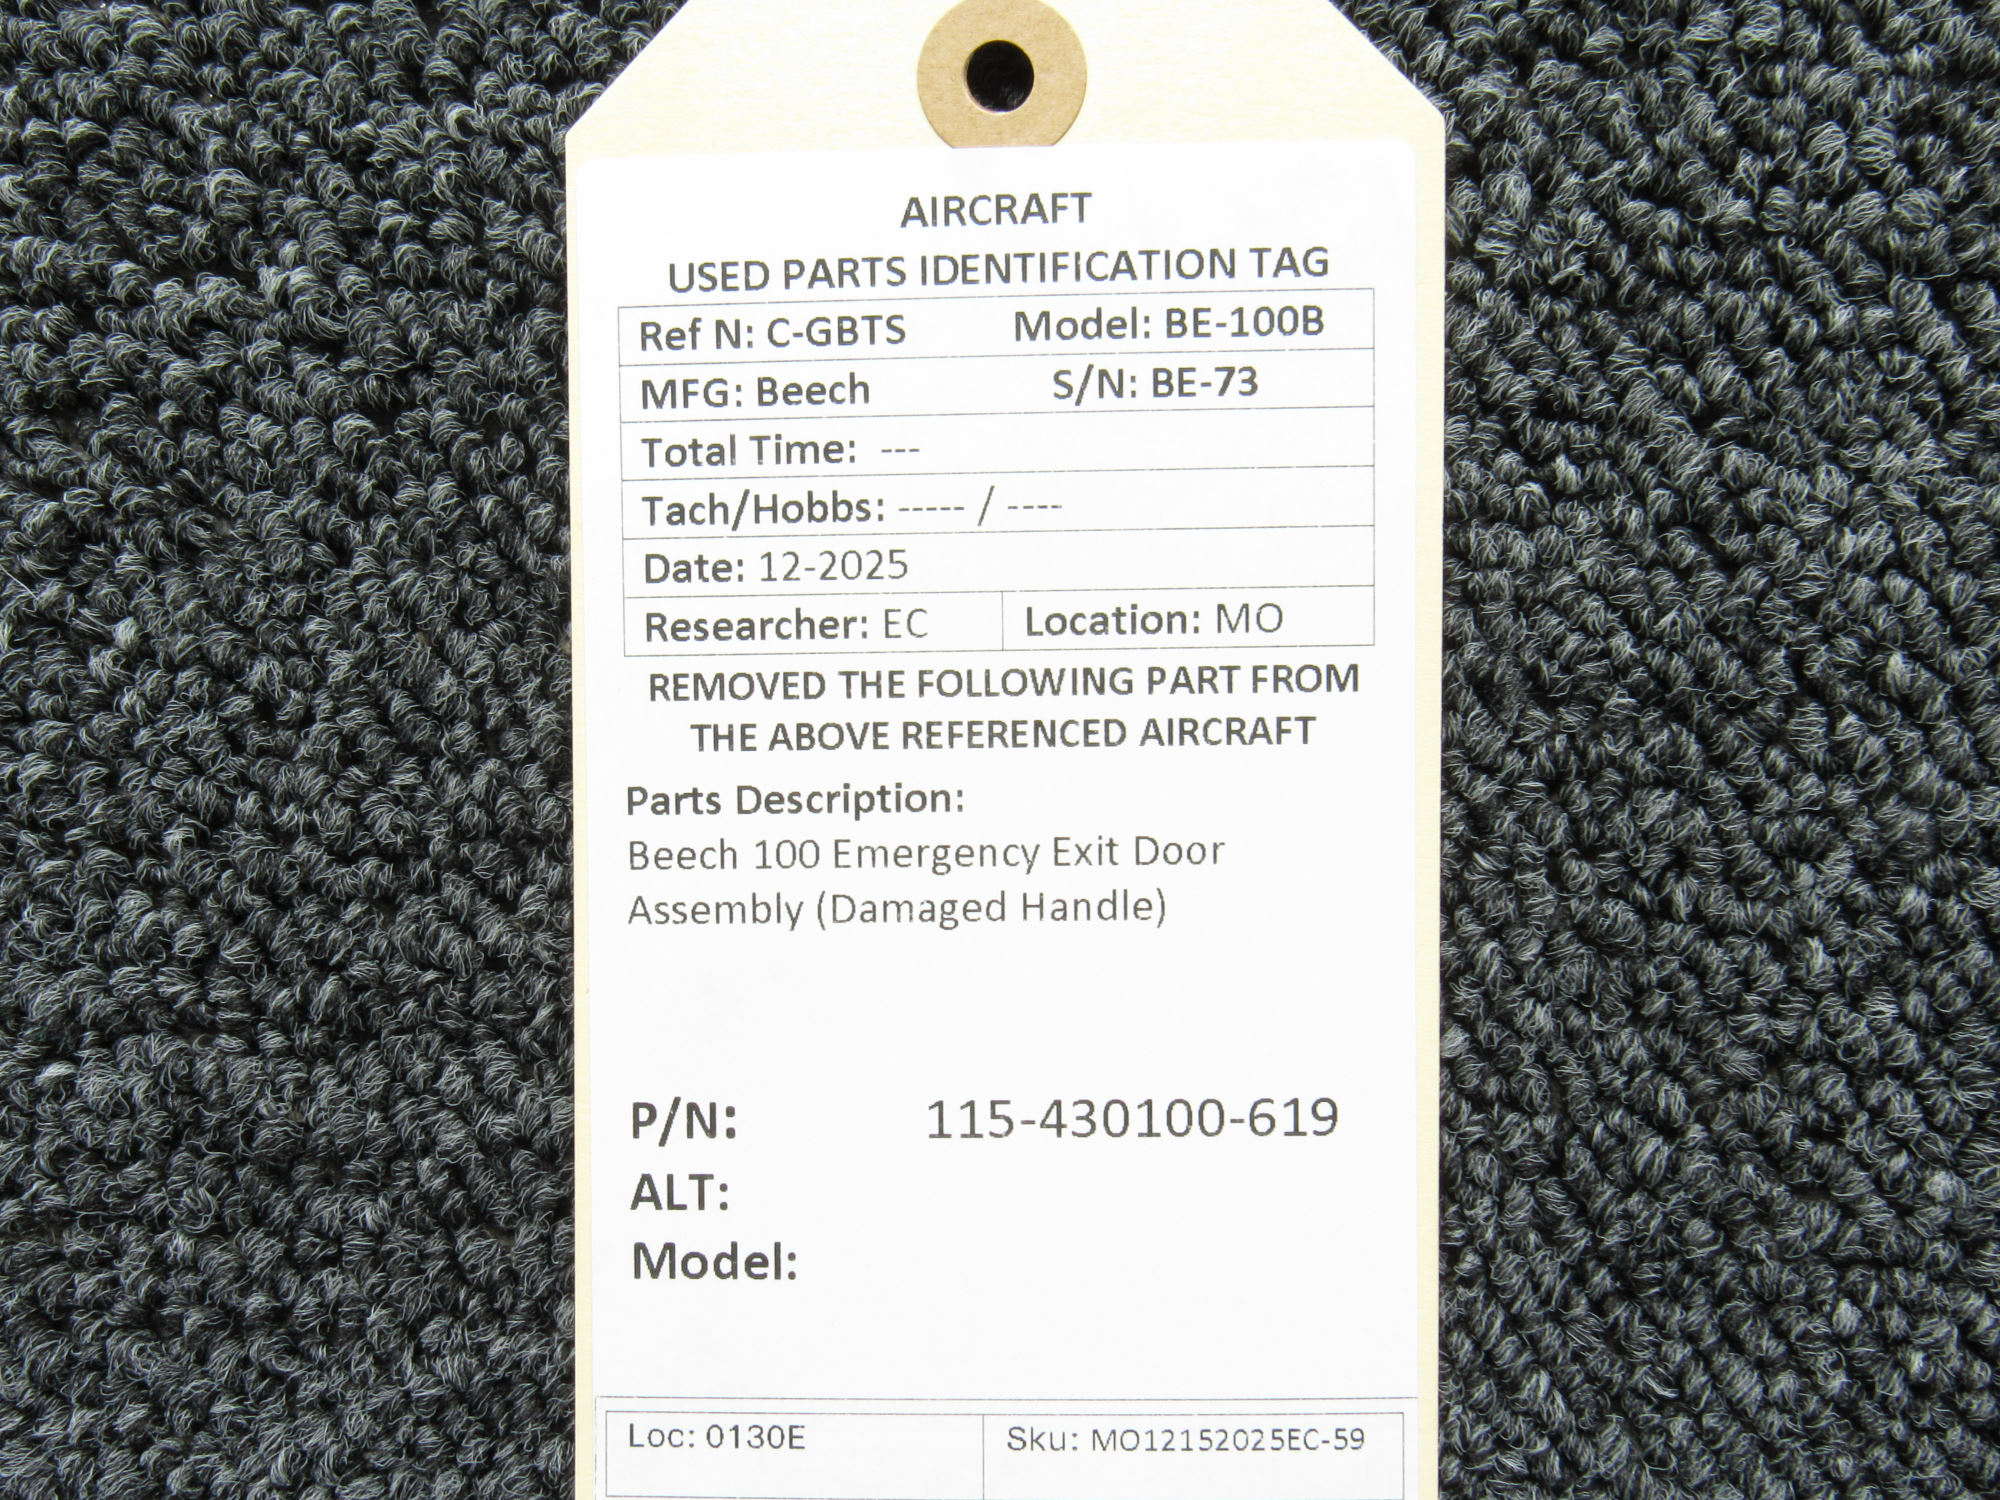 AIRCRAFT
USED PARTS IDENTIFICATION TAG
Ref N: C-GBTS Model: BE-100B
MFG: Beech S/N: BE-73
Total Time: ---
Tach/Hobbs: ----- / ----
Date: 12-2025
Researcher: EC Location: MO
REMOVED THE FOLLOWING PART FROM
THE ABOVE REFERENCED AIRCRAFT
Parts Description:
Beech 100 Emergency Exit Door
Assembly (Damaged Handle)
P/N: 115-430100-619
ALT:
Model:
Loc: 0130E Sku: MO12152025EC-59